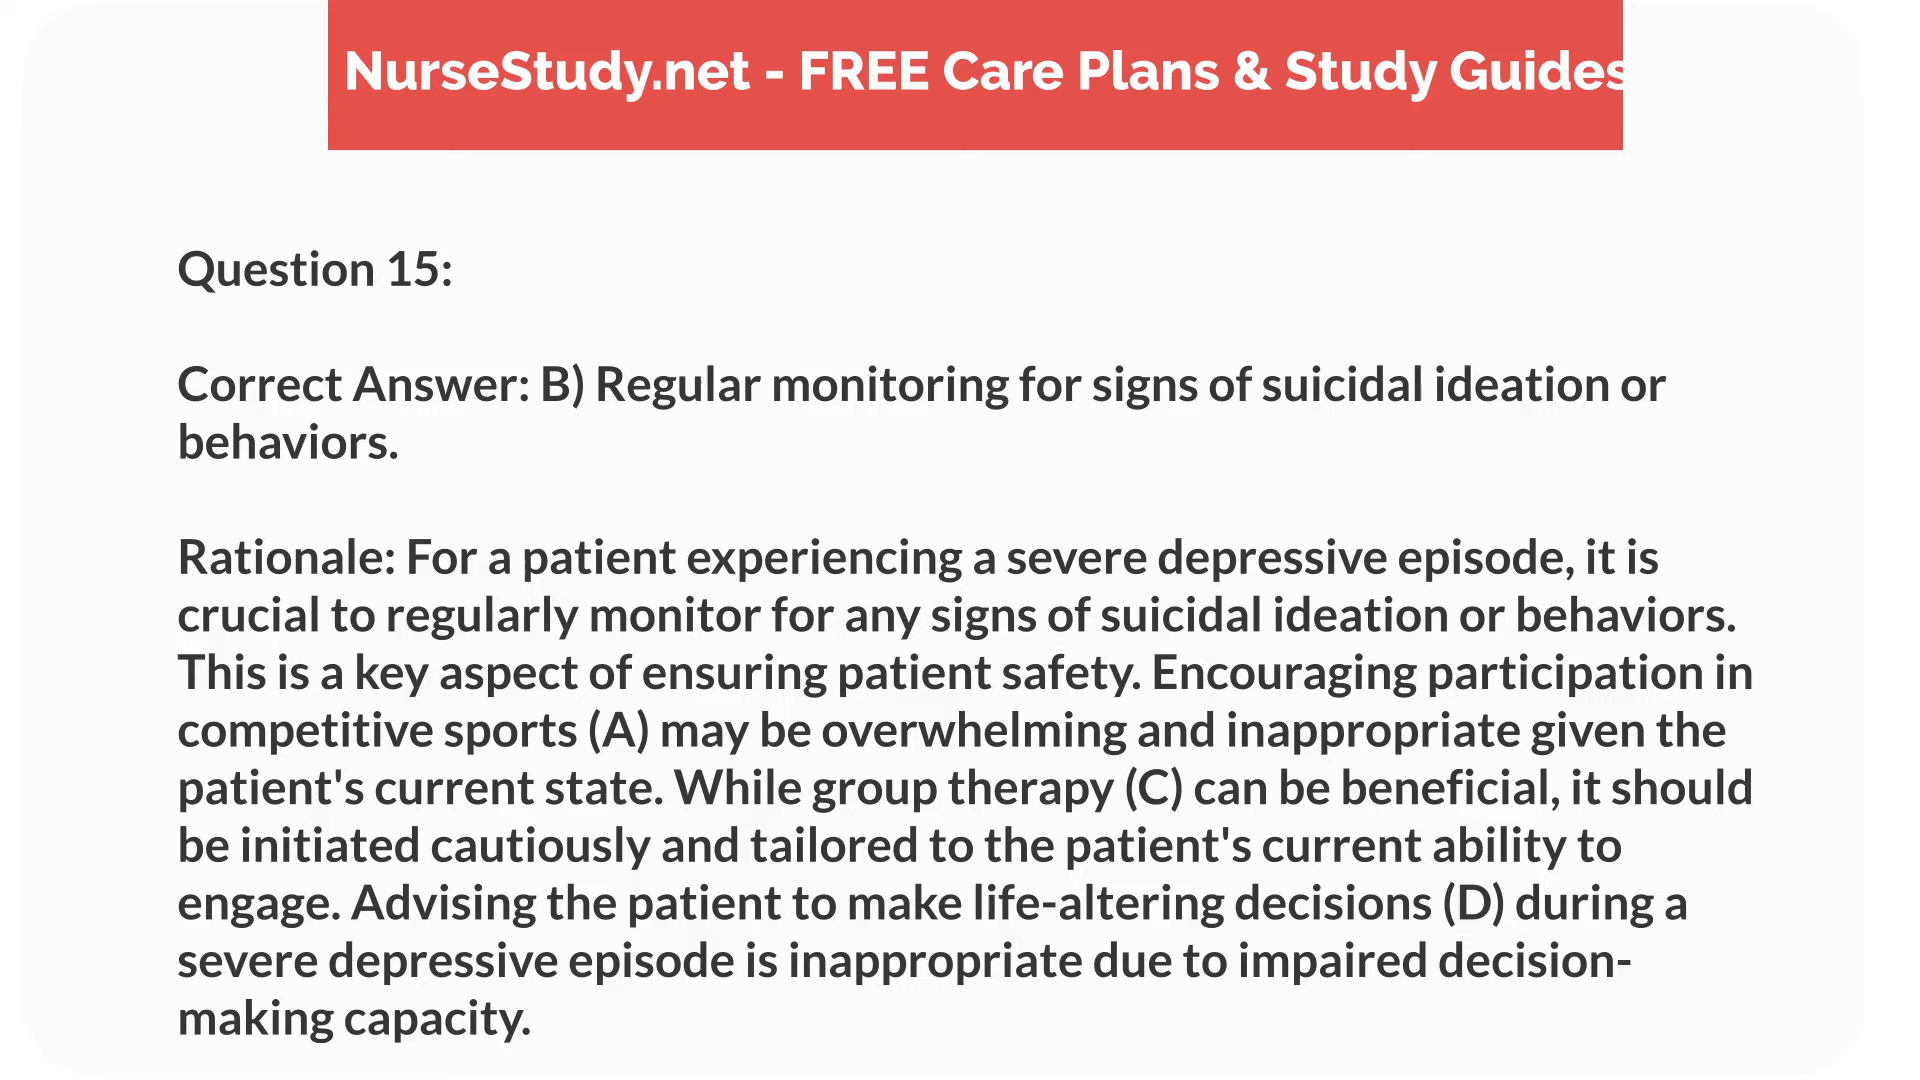 NurseStudy.net - FREE Care Plans & Study Guides
Question 15:
Correct Answer: B) Regular monitoring for signs of suicidal ideation or
behaviors.
Rationale: For a patient experiencing a severe depressive episode, it is
crucial to regularly monitor for any signs of suicidal ideation or behaviors.
This is a key aspect of ensuring patient safety. Encouraging participation in
competitive sports (A) may be overwhelming and inappropriate given the
patient's current state. While group therapy (C) can be beneficial, it should
be initiated cautiously and tailored to the patient's current ability to
engage. Advising the patient to make life-altering decisions (D) during a
severe depressive episode is inappropriate due to impaired decision-
making capacity.